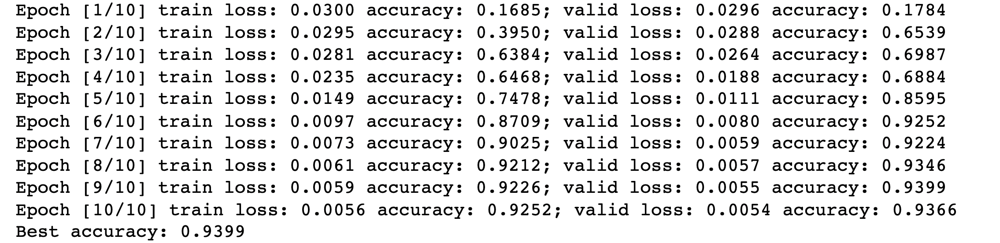 Epoch [1/10] train loss: 0.0300 accuracy: 0.1685; valid loss: 0.0296 accuracy: 0.1784
Epoch [2/10] train loss: 0.0295 accuracy: 0.3950; valid loss: 0.0288 accuracy: 0.6539
Epoch [3/10] train loss: 0.0281 accuracy: 0.6384; valid loss: 0.0264 accuracy: 0.6987
Epoch [4/10] train loss: 0.0235 accuracy: 0.6468; valid loss: 0.0188 accuracy: 0.6884
Epoch [5/10] train loss: 0.0149 accuracy: 0.7478; valid loss: 0.0111 accuracy: 0.8595
Epoch [6/10] train loss: 0.0097 accuracy: 0.8709; valid loss: 0.0080 accuracy: 0.9252
Epoch [7/10] train loss: 0.0073 accuracy: 0.9025; valid loss: 0.0059 accuracy: 0.9224
Epoch [8/10] train loss: 0.0061 accuracy: 0.9212; valid loss: 0.0057 accuracy: 0.9346
Epoch [9/10] train loss: 0.0059 accuracy: 0.9226; valid loss: 0.0055 accuracy: 0.9399
Epoch [10/10] train loss: 0.0056 accuracy: 0.9252; valid loss: 0.0054 accuracy: 0.9366
Best accuracy: 0.9399